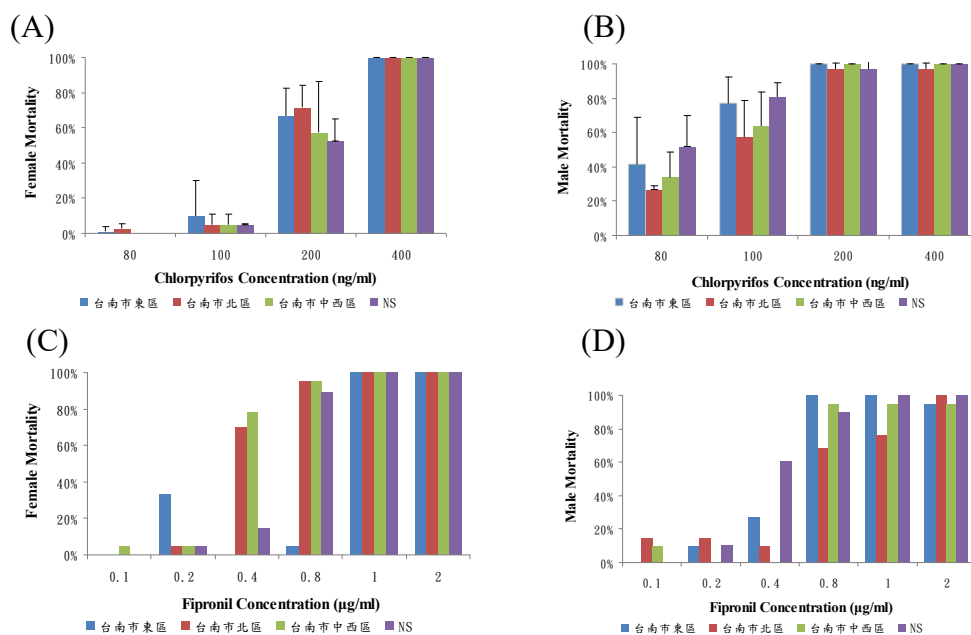 (A)
Female Mortality
100%
80%
60%
40%
20%
0%
80 100 200 400
Chlorpyrifos Concentration (ng/ml)
台南市東區 台南市北區 台南市中西區 NS
(B)
Male Mortality
100%
80%
60%
40%
20%
0%
80 100 200 400
Chlorpyrifos Concentration (ng/ml)
台南市東區 台南市北區 台南市中西區 NS
(C)
Female Mortality
100%
80%
60%
40%
20%
0%
0.1 0.2 0.4 0.8 1 2
Fipronil Concentration (μg/ml)
台南市東區 台南市北區 台南市中西區 NS
(D)
Male Mortality
100%
80%
60%
40%
20%
0%
0.1 0.2 0.4 0.8 1 2
Fipronil Concentration (μg/ml)
台南市東區 台南市北區 台南市中西區 NS